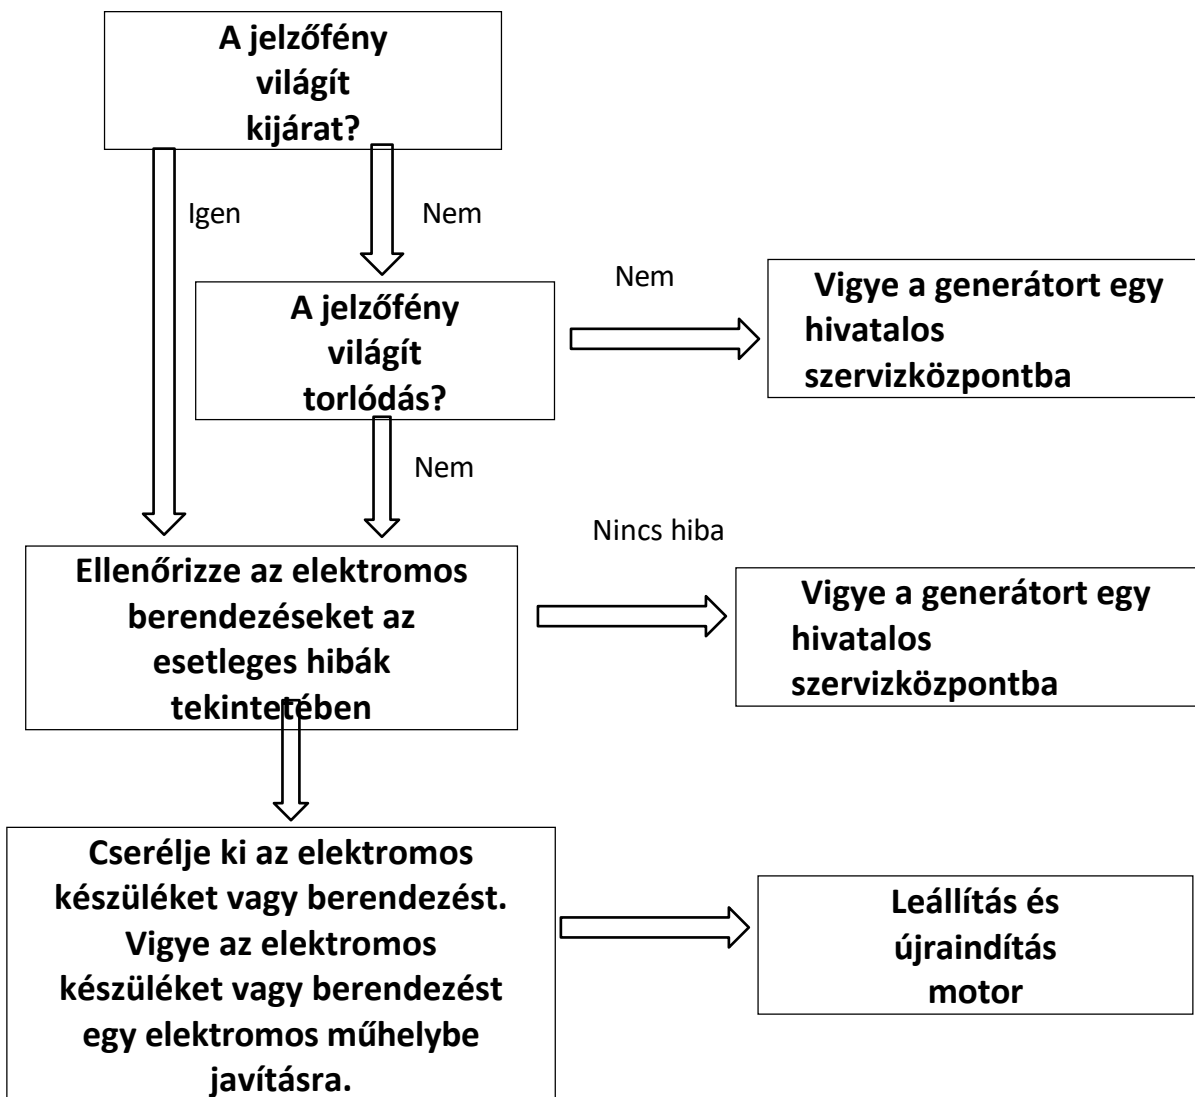 A jelzőfény
világít
kijárat?
Igen
Nem
A jelzőfény
világít
torlódás?
Nem
Vigye a generátort egy
hivatalos
szervizközpontba
Nem
Ellenőrizze az elektromos
berendezéseket az
esetleges hibák
tekintetében
Nincs hiba
Vigye a generátort egy
hivatalos
szervizközpontba
Cserélje ki az elektromos
készüléket vagy berendezést.
Vigye az elektromos
készüléket vagy berendezést
egy elektromos műhelybe
javításra.
Leállítás és
újraindítás
motor